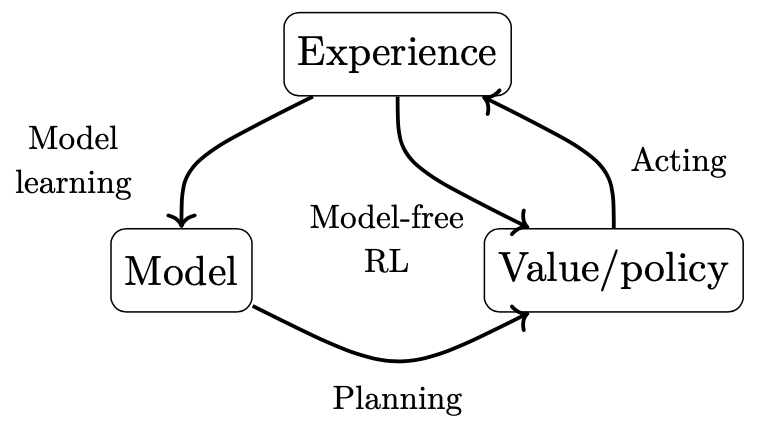 Experience
Model
learning
Acting
Model-free
RL
Model
Value/policy
Planning